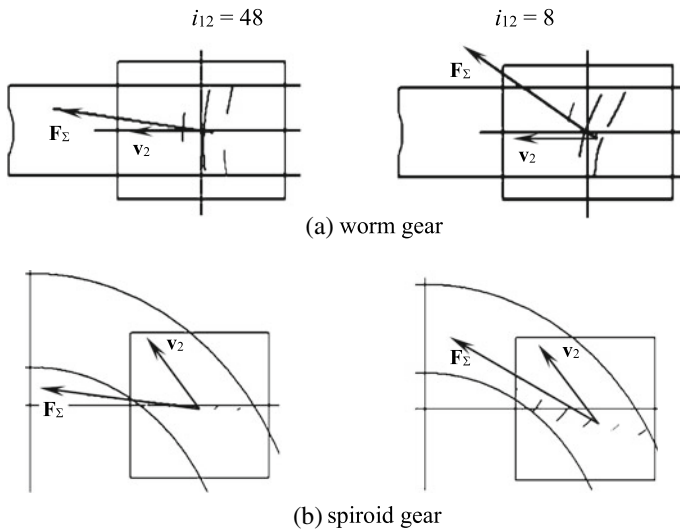 i12 = 48
i12 = 8
FΣ
v2
FΣ
v2
(a) worm gear
v2
FΣ
v2
FΣ
(b) spiroid gear